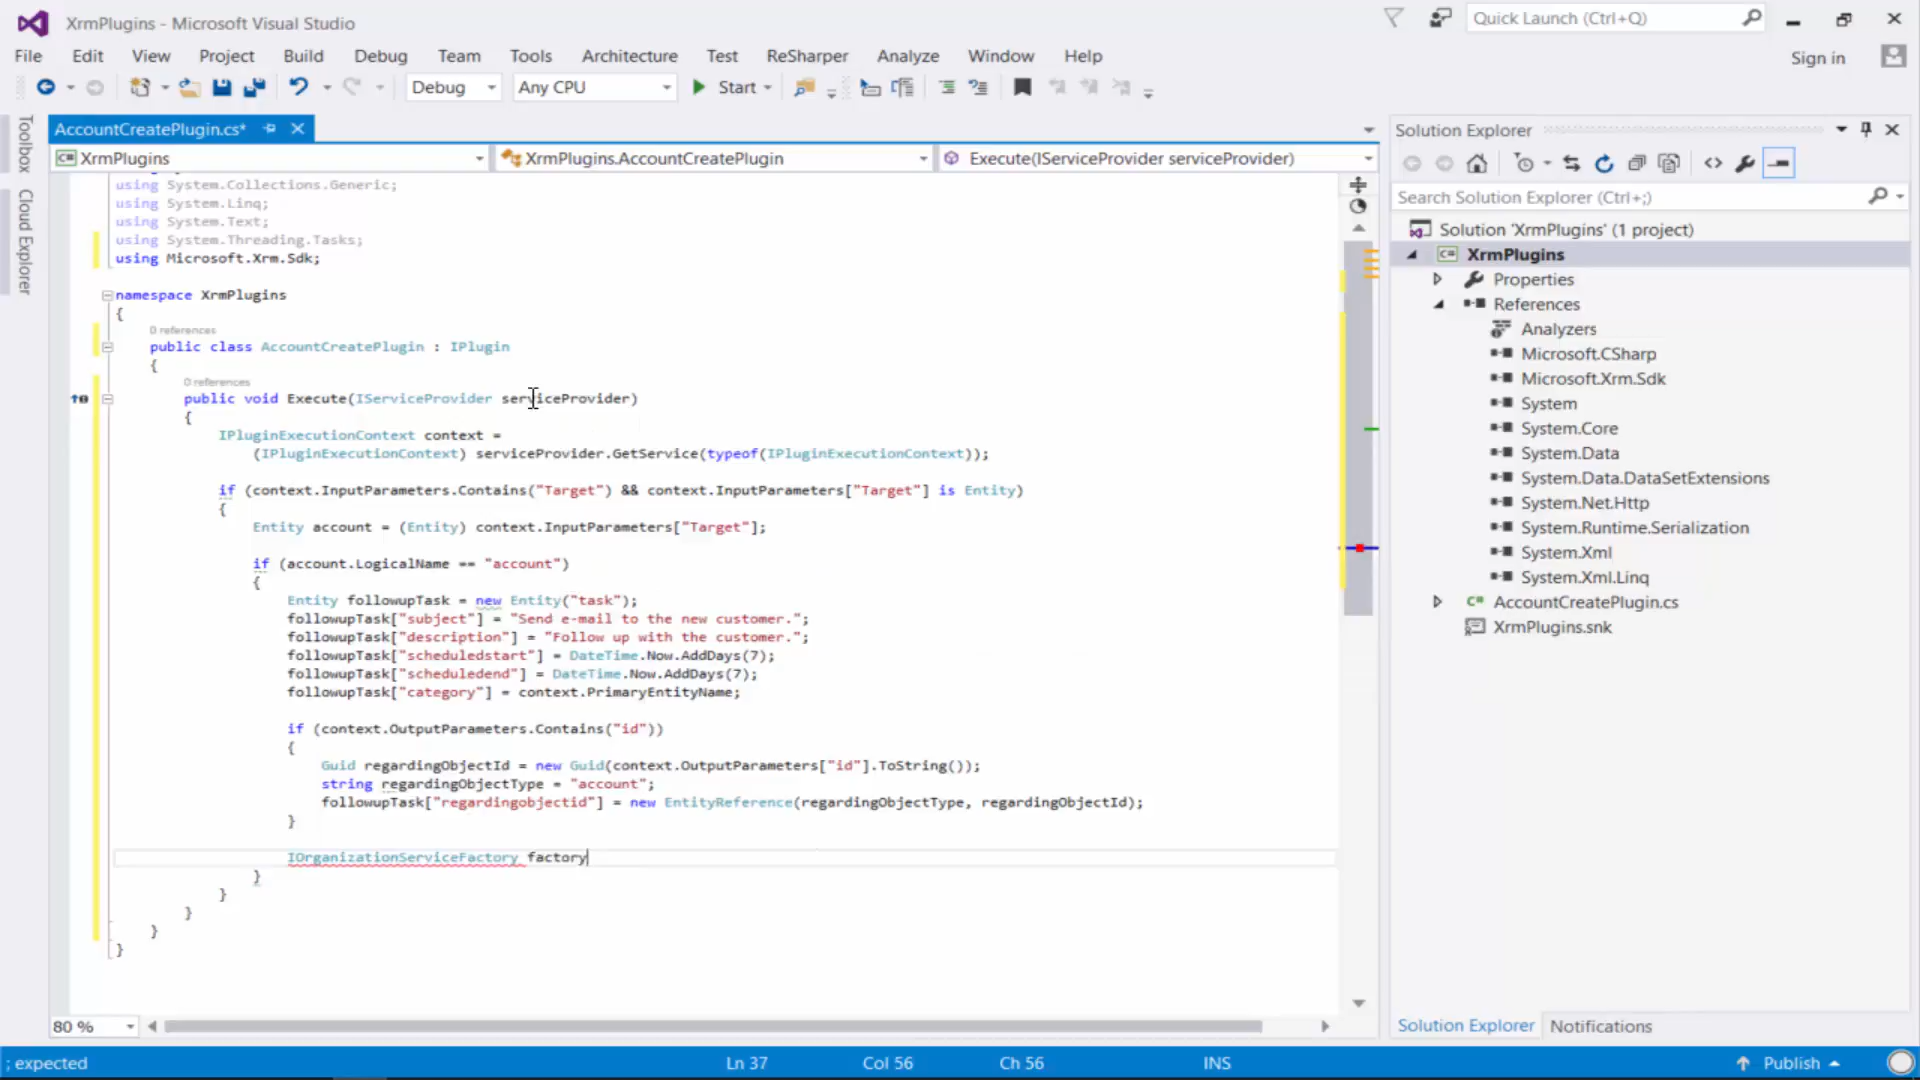 XrmPlugins - Microsoft Visual Studio
Quick Launch (Ctrl+Q)
File Edit View Project Build Debug Team Tools Architecture Test ReSharper Analyze Window Help
Sign in
Debug Any CPU Start
Toolbox
Cloud Explorer
AccountCreatePlugin.cs*
XrmPlugins XrmPlugins.AccountCreatePlugin Execute(IServiceProvider serviceProvider)
using System.Collections.Generic;
using System.Linq;
using System.Text;
using System.Threading.Tasks;
using Microsoft.Xrm.Sdk;
namespace XrmPlugins
{
0 references
public class AccountCreatePlugin : IPlugin
{
0 references
public void Execute(IServiceProvider serviceProvider)
{
IPluginExecutionContext context =
(IPluginExecutionContext) serviceProvider.GetService(typeof(IPluginExecutionContext));
if (context.InputParameters.Contains("Target") && context.InputParameters["Target"] is Entity)
{
Entity account = (Entity) context.InputParameters["Target"];
if (account.LogicalName == "account")
{
Entity followupTask = new Entity("task");
followupTask["subject"] = "Send e-mail to the new customer.";
followupTask["description"] = "Follow up with the customer.";
followupTask["scheduledstart"] = DateTime.Now.AddDays(7);
followupTask["scheduledend"] = DateTime.Now.AddDays(7);
followupTask["category"] = context.PrimaryEntityName;
if (context.OutputParameters.Contains("id"))
{
Guid regardingObjectId = new Guid(context.OutputParameters["id"].ToString());
string regardingObjectType = "account";
followupTask["regardingobjectid"] = new EntityReference(regardingObjectType, regardingObjectId);
}
IOrganizationServiceFactory factory
}
}
}
}
}
80 %
Solution Explorer
Search Solution Explorer (Ctrl+;)
Solution 'XrmPlugins' (1 project)
XrmPlugins
Properties
References
Analyzers
Microsoft.CSharp
Microsoft.Xrm.Sdk
System
System.Core
System.Data
System.Data.DataSetExtensions
System.Net.Http
System.Runtime.Serialization
System.Xml
System.Xml.Linq
AccountCreatePlugin.cs
XrmPlugins.snk
Solution Explorer Notifications
; expected Ln 37 Col 56 Ch 56 INS Publish